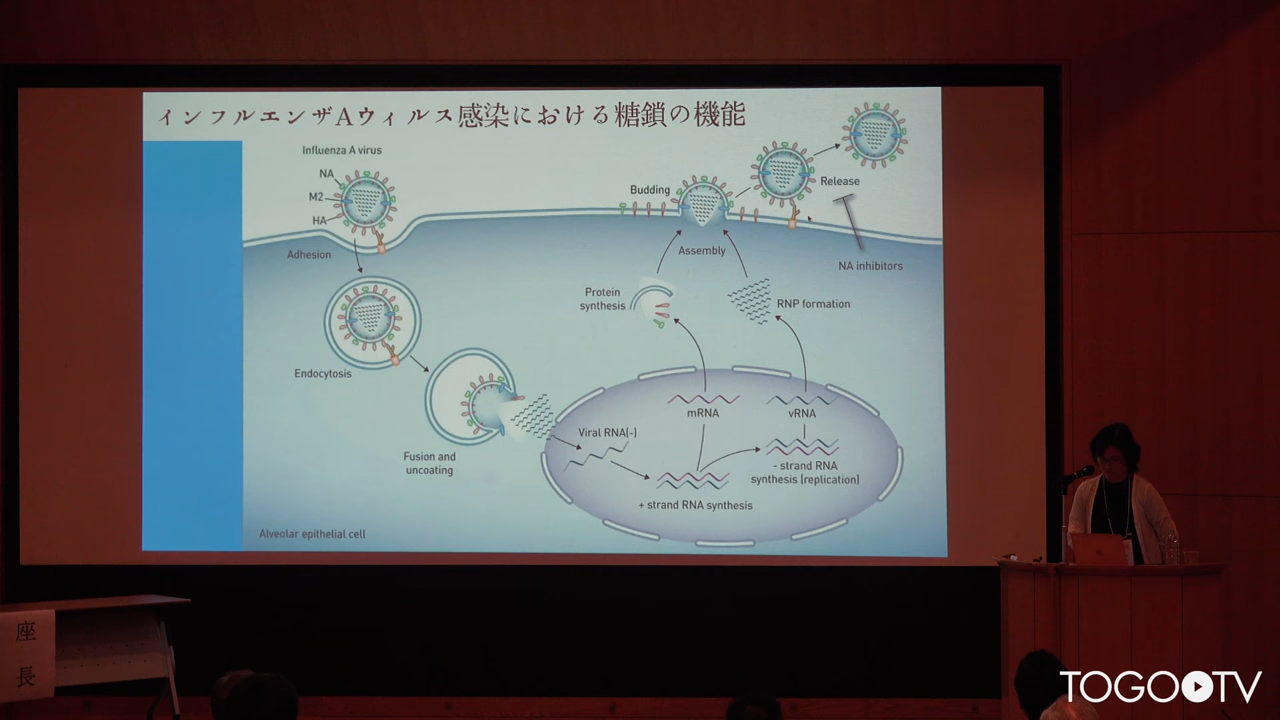 インフルエンザAウィルス感染における糖鎖の機能
Influenza A virus
NA
M2
HA
Adhesion
Endocytosis
Fusion and
uncoating
Viral RNA(-)
+ strand RNA synthesis
- strand RNA
synthesis (replication)
mRNA
vRNA
Protein
synthesis
RNP formation
Assembly
Budding
Release
NA inhibitors
Alveolar epithelial cell
座
長
TOGO TV